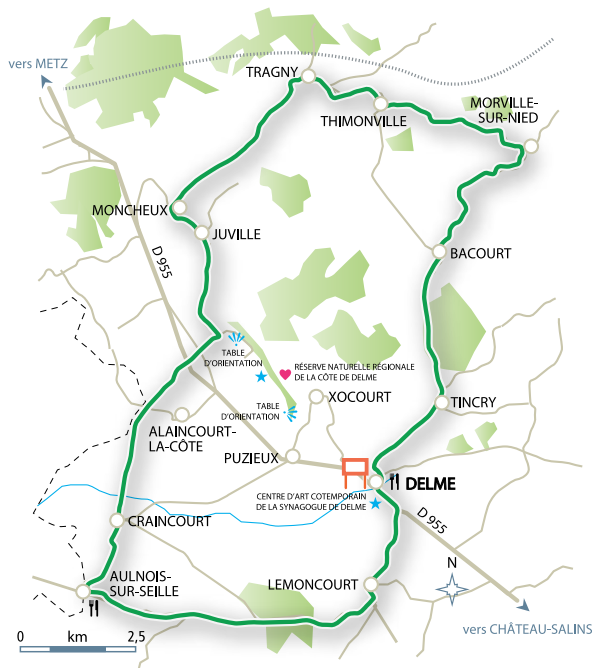 vers METZ
TRAGNY
THIMONVILLE
MORVILLE-
SUR-NIED
MONCHEUX
JUVILLE
D 955
BACOURT
TABLE
D'ORIENTATION
RÉSERVE NATURELLE RÉGIONALE
DE LA CÔTE DE DELME
XOCOURT
TABLE
D'ORIENTATION
TINCRY
ALAINCOURT-
LA-CÔTE
PUZIEUX
DELME
CENTRE D'ART COTEMPORAIN
DE LA SYNAGOGUE DE DELME
D 955
CRAINCOURT
N
AULNOIS-
SUR-SEILLE
LEMONCOURT
vers CHÂTEAU-SALINS
0 km 2,5